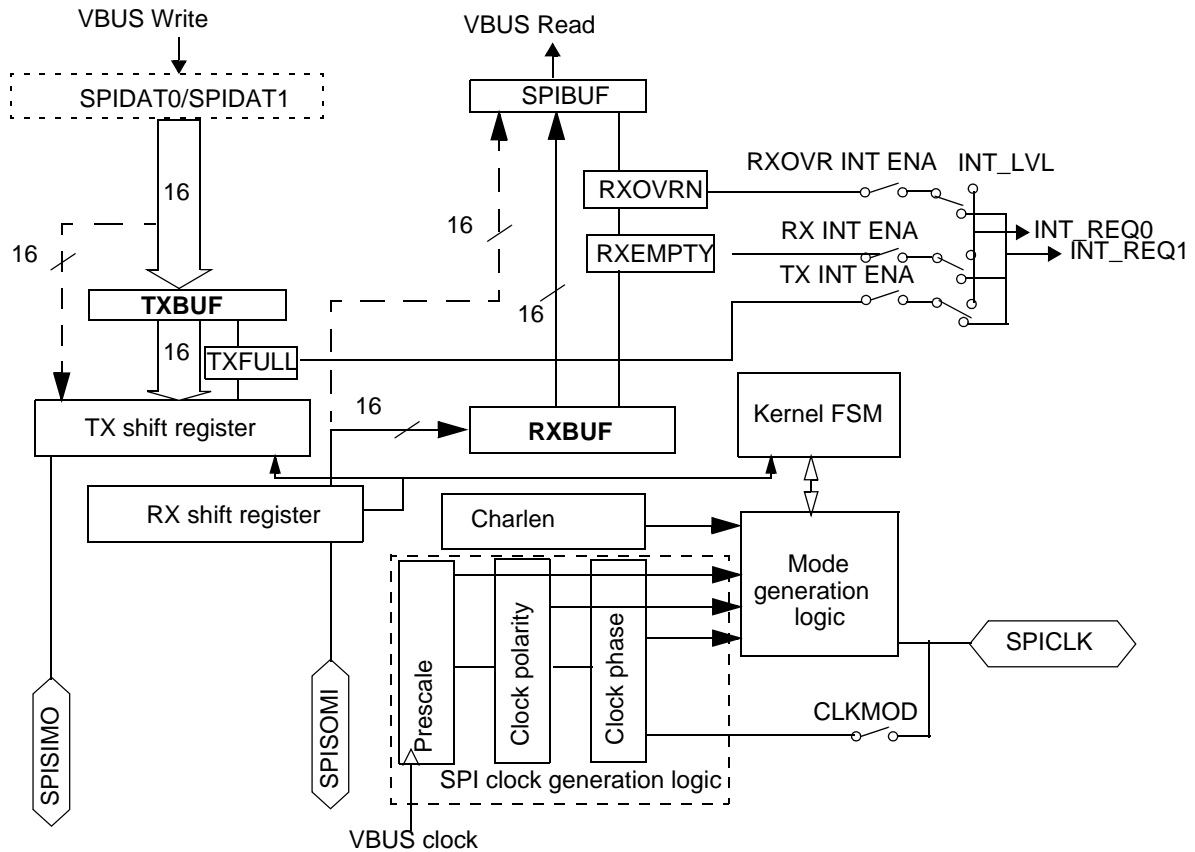 VBUS Write
VBUS Read
SPIDAT0/SPIDAT1
SPIBUF
RXOVR INT ENA
INT_LVL
16
RXOVRN
16
16
RX INT ENA
INT_REQ0
RXEMPTY
INT_REQ1
TX INT ENA
TXBUF
16
16
TXFULL
TX shift register
16
RXBUF
Kernel FSM
RX shift register
Charlen
Mode
generation
logic
Prescale
Clock polarity
Clock phase
SPICLK
CLKMOD
SPISIMO
SPISOMI
SPI clock generation logic
VBUS clock